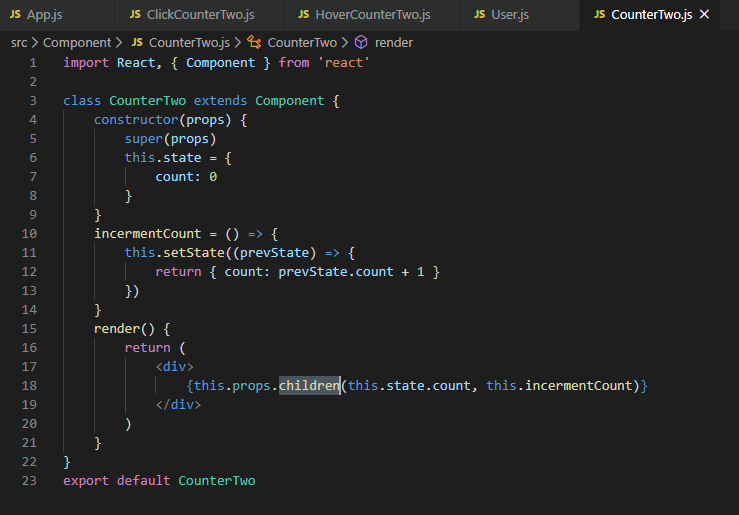 JS App.js JS ClickCounterTwo.js JS HoverCounterTwo.js JS User.js JS CounterTwo.js ×
src > Component > JS CounterTwo.js > CounterTwo > render
1 import React, { Component } from 'react'
2
3 class CounterTwo extends Component {
4 constructor(props) {
5 super(props)
6 this.state = {
7 count: 0
8 }
9 }
10 incermentCount = () => {
11 this.setState((prevState) => {
12 return { count: prevState.count + 1 }
13 })
14 }
15 render() {
16 return (
17 <div>
18 {this.props.children(this.state.count, this.incermentCount)}
19 </div>
20 )
21 }
22 }
23 export default CounterTwo